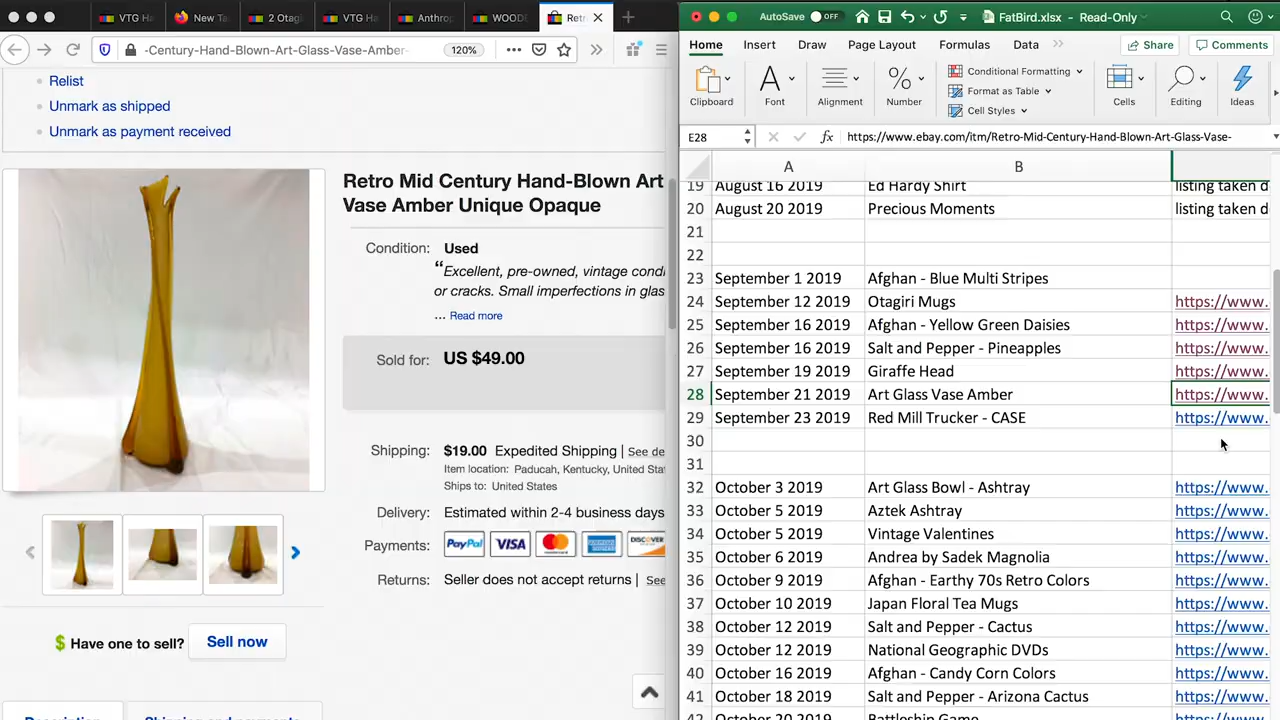 VTG Ha
New Ta
2 Otag
VTG Ha
Anthrop
WOODE
Retr
-Century-Hand-Blown-Art-Glass-Vase-Amber-
120%
Relist
Unmark as shipped
Unmark as payment received
Retro Mid Century Hand-Blown Art
Vase Amber Unique Opaque
Condition: Used
“Excellent, pre-owned, vintage condi
or cracks. Small imperfections in glas
... Read more
Sold for: US $49.00
Shipping: $19.00 Expedited Shipping | See de
Item location: Paducah, Kentucky, United Sta
Ships to: United States
Delivery: Estimated within 2-4 business days
Payments: PayPal VISA MasterCard DISCOV
Returns: Seller does not accept returns | See
Have one to sell? Sell now
AutoSave OFF
FatBird.xlsx - Read-Only
Home Insert Draw Page Layout Formulas Data
Share Comments
Clipboard
Font
Alignment
Number
Conditional Formatting
Format as Table
Cell Styles
Cells
Editing
Ideas
E28 fx https://www.ebay.com/itm/Retro-Mid-Century-Hand-Blown-Art-Glass-Vase-
A B
19 August 16 2019 Ed Hardy Shirt listing taken d
20 August 20 2019 Precious Moments listing taken d
21
22
23 September 1 2019 Afghan - Blue Multi Stripes
24 September 12 2019 Otagiri Mugs https://www.
25 September 16 2019 Afghan - Yellow Green Daisies https://www.
26 September 16 2019 Salt and Pepper - Pineapples https://www.
27 September 19 2019 Giraffe Head https://www.
28 September 21 2019 Art Glass Vase Amber https://www.
29 September 23 2019 Red Mill Trucker - CASE https://www.
30
31
32 October 3 2019 Art Glass Bowl - Ashtray https://www.
33 October 5 2019 Aztek Ashtray https://www.
34 October 5 2019 Vintage Valentines https://www.
35 October 6 2019 Andrea by Sadek Magnolia https://www.
36 October 9 2019 Afghan - Earthy 70s Retro Colors https://www.
37 October 10 2019 Japan Floral Tea Mugs https://www.
38 October 12 2019 Salt and Pepper - Cactus https://www.
39 October 12 2019 National Geographic DVDs https://www.
40 October 16 2019 Afghan - Candy Corn Colors https://www.
41 October 18 2019 Salt and Pepper - Arizona Cactus https://www.
42 October 20 2019 Battleship Game https://www.